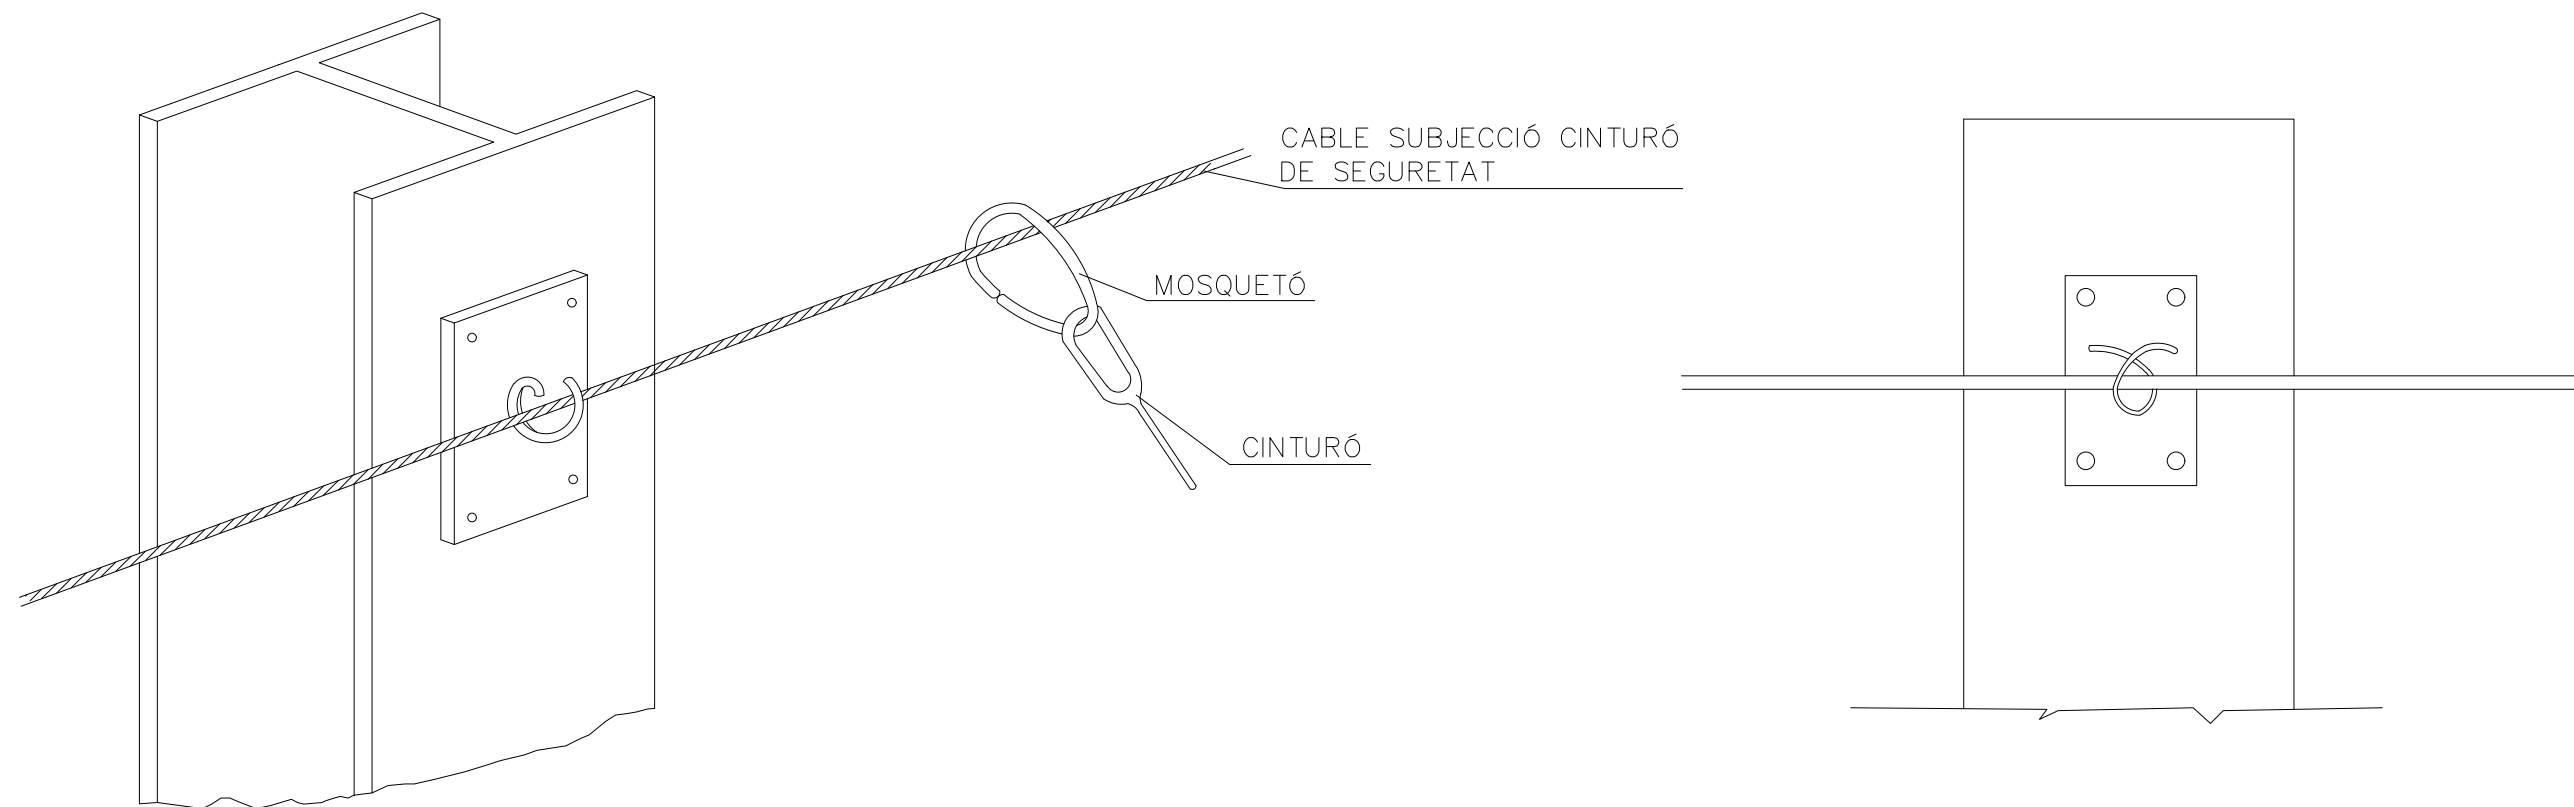 CABLE SUBJECCIÓ CINTURÓ
DE SEGURETAT
MOSQUETÓ
CINTURÓ